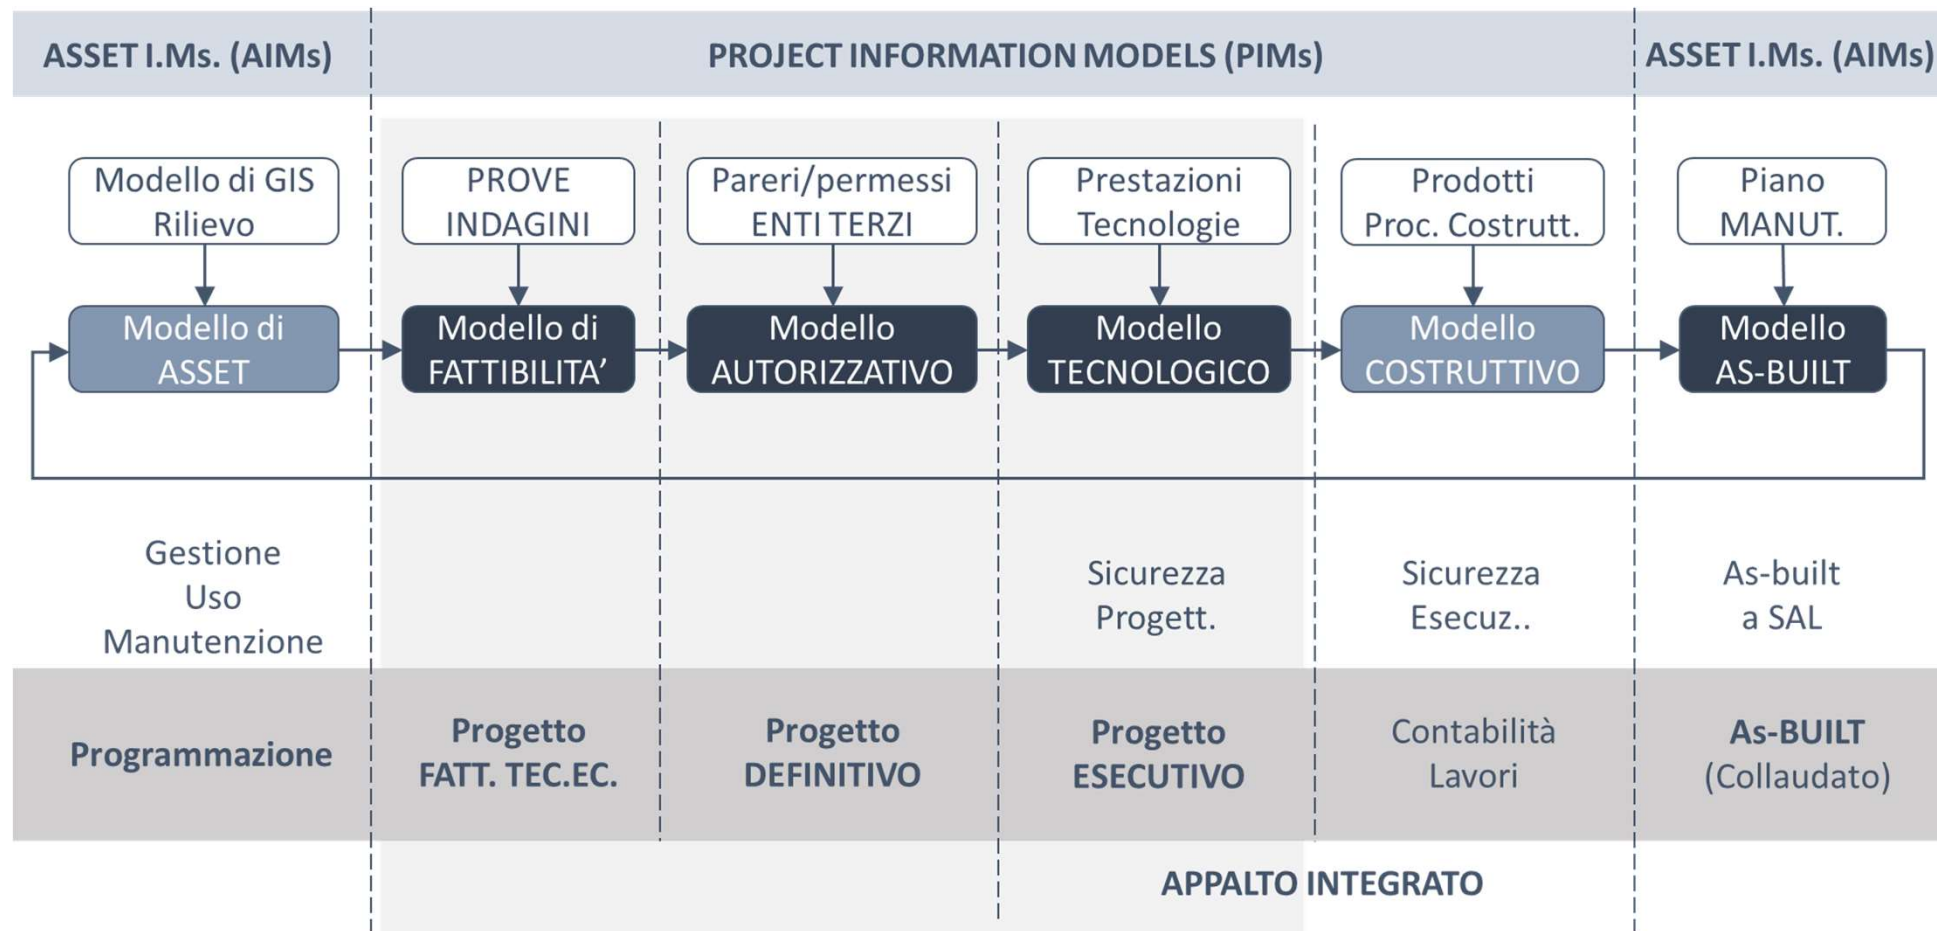 ASSET I.Ms. (AIMs)
PROJECT INFORMATION MODELS (PIMs)
ASSET I.Ms. (AIMs)
Modello di GIS
Rilievo
PROVE
INDAGINI
Pareri/permessi
ENTI TERZI
Prestazioni
Tecnologie
Prodotti
Proc. Costrutt.
Piano
MANUT.
Modello di
ASSET
Modello di
FATTIBILITA’
Modello
AUTORIZZATIVO
Modello
TECNOLOGICO
Modello
COSTRUTTIVO
Modello
AS-BUILT
Gestione
Uso
Manutenzione
Sicurezza
Progett.
Sicurezza
Esecuz..
As-built
a SAL
Programmazione
Progetto
FATT. TEC.EC.
Progetto
DEFINITIVO
Progetto
ESECUTIVO
Contabilità
Lavori
As-BUILT
(Collaudato)
APPALTO INTEGRATO